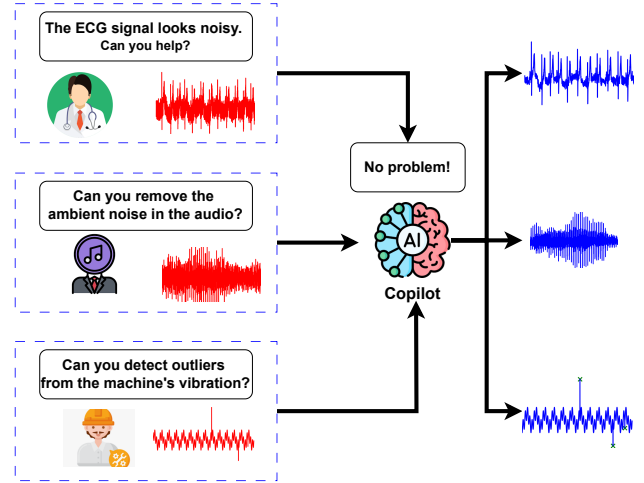 The ECG signal looks noisy.
Can you help?
No problem!
Can you remove the
ambient noise in the audio?
AI
Copilot
Can you detect outliers
from the machine's vibration?